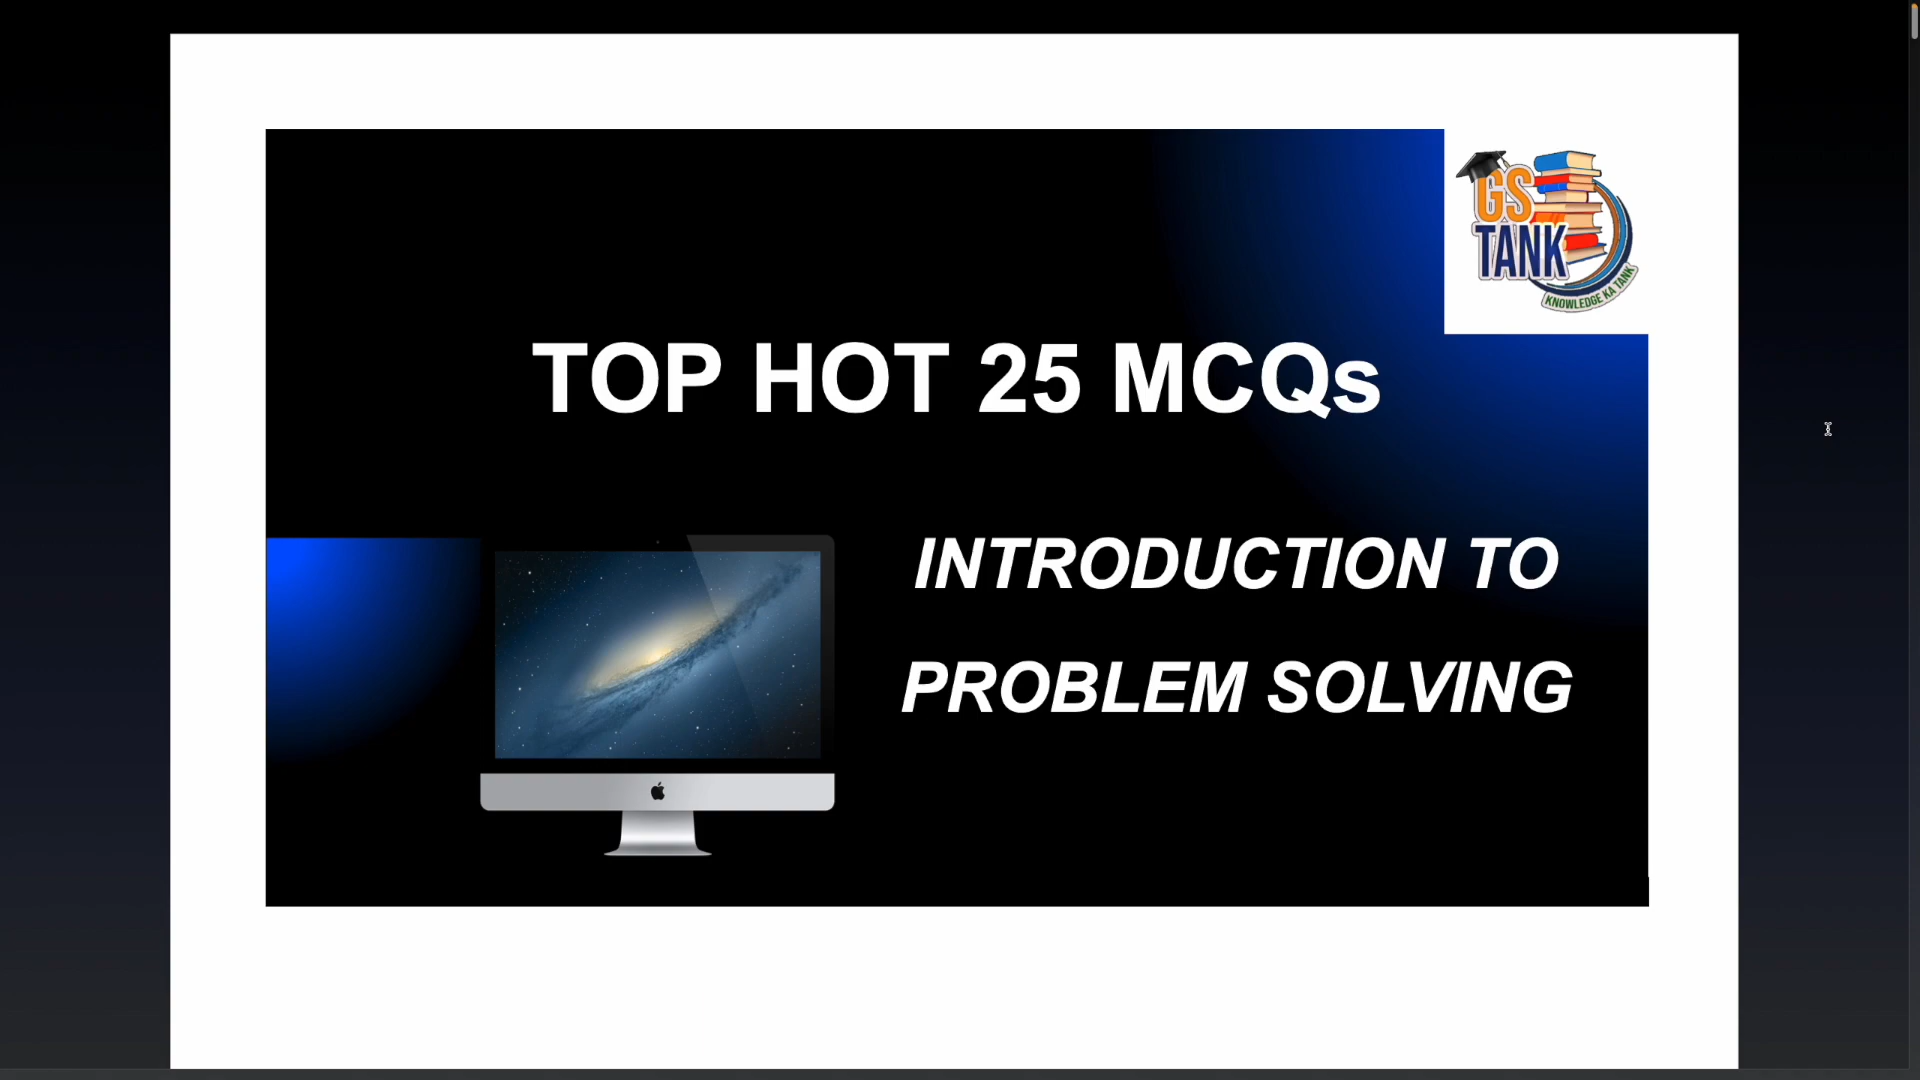 GS
TANK
KNOWLEDGE KA TANK
TOP HOT 25 MCQs
INTRODUCTION TO
PROBLEM SOLVING